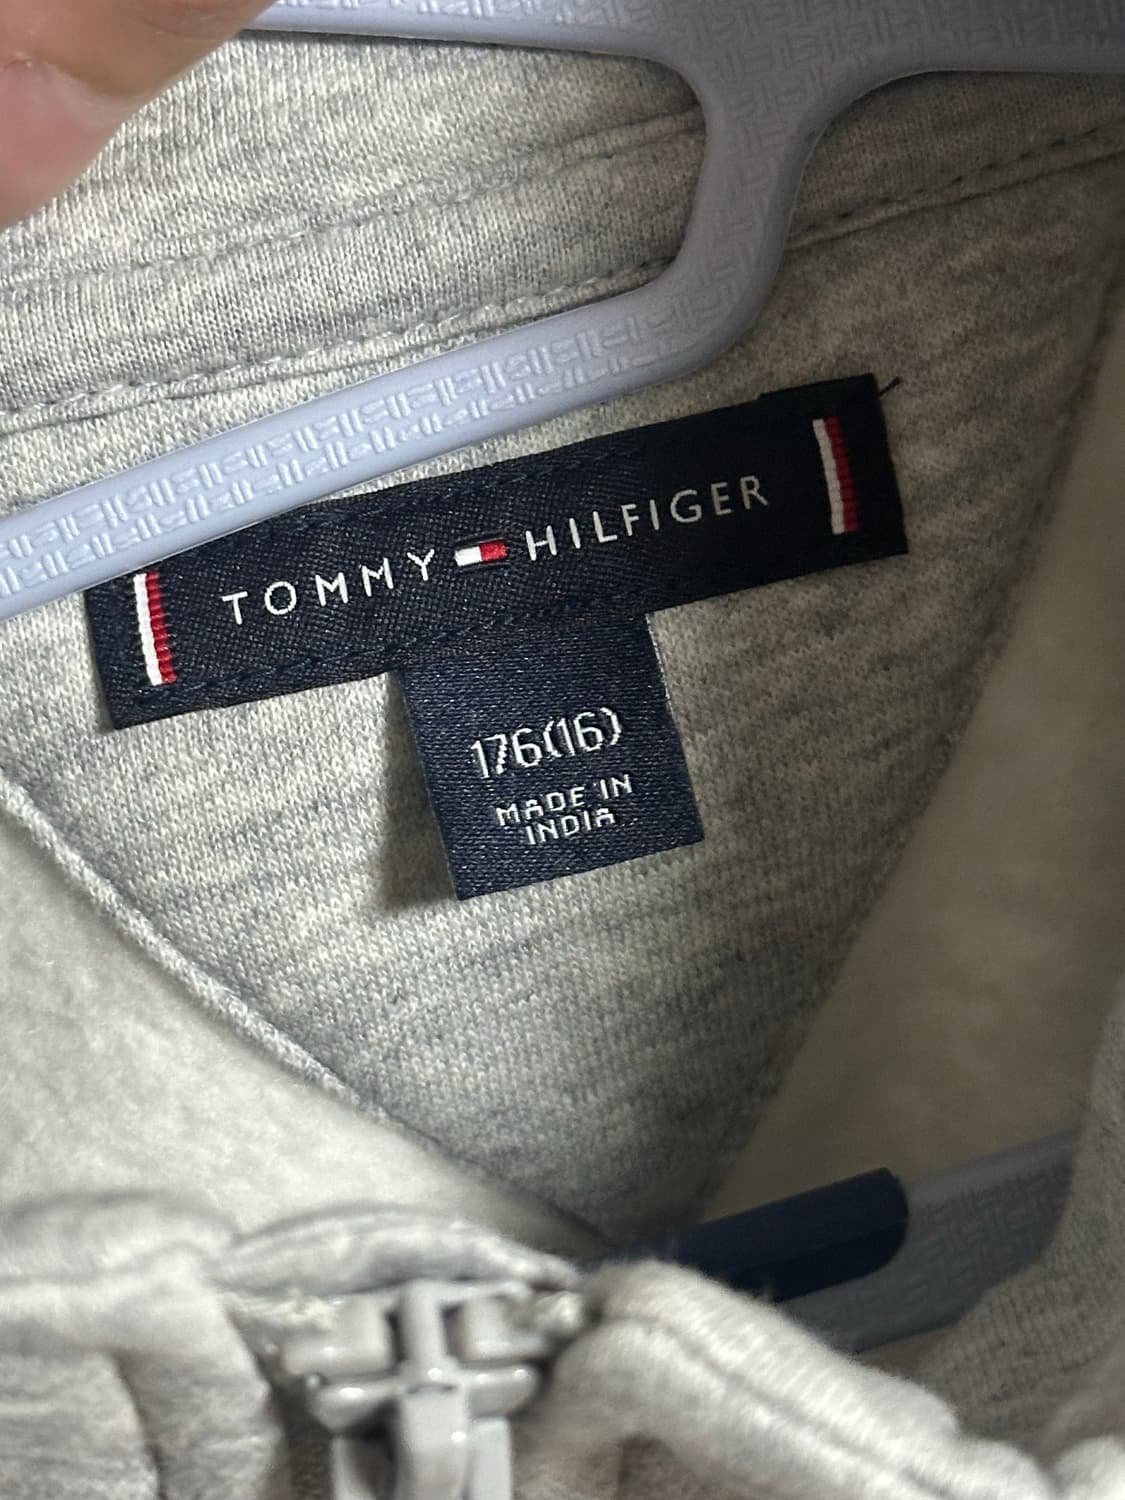 TOMMY HILFIGER
176(16)
MADE IN
INDIA